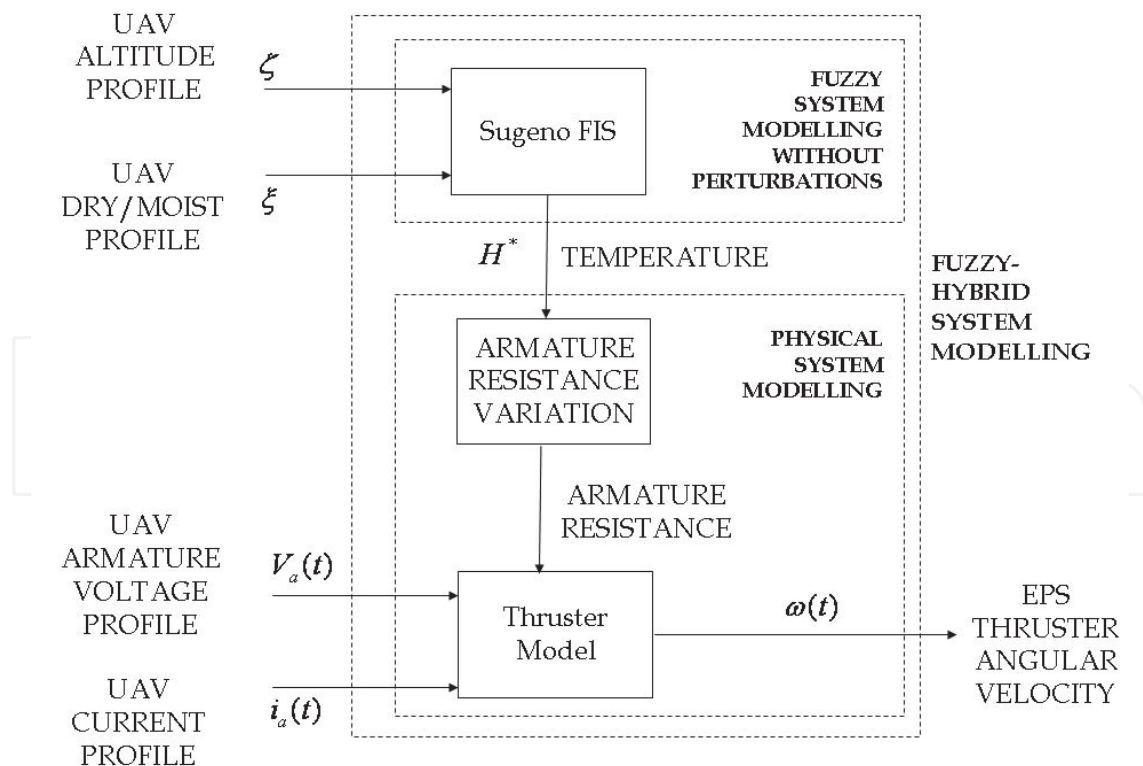 UAV
ALTITUDE
PROFILE
ζ
Sugeno FIS
FUZZY
SYSTEM
MODELLING
WITHOUT
PERTURBATIONS
UAV
DRY/MOIST
PROFILE
ξ
H* TEMPERATURE
FUZZY-
HYBRID
SYSTEM
MODELLING
ARMATURE
RESISTANCE
VARIATION
PHYSICAL
SYSTEM
MODELLING
ARMATURE
RESISTANCE
UAV
ARMATURE
VOLTAGE
PROFILE
Va(t)
Thruster
Model
ω(t)
EPS
THRUSTER
ANGULAR
VELOCITY
UAV
CURRENT
PROFILE
ia(t)